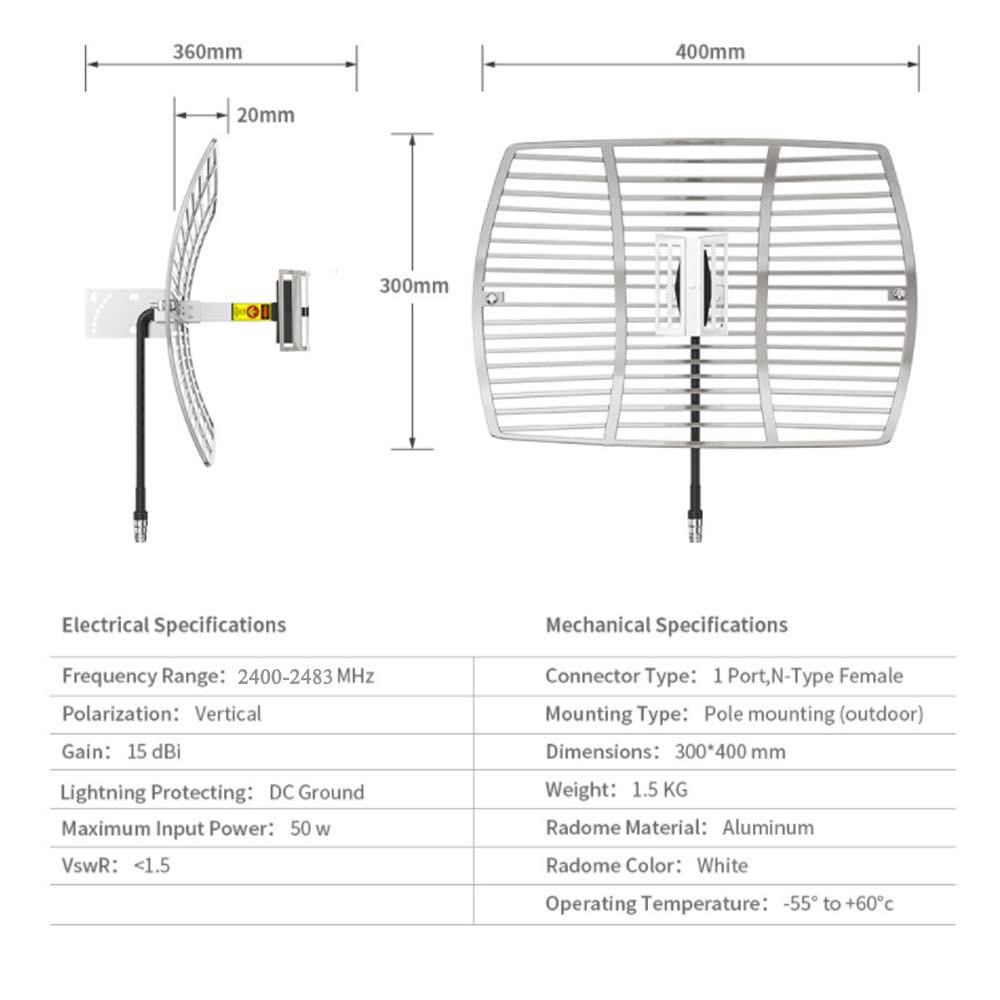 360mm
400mm
20mm
300mm
Electrical Specifications
Frequency Range: 2400-2483 MHz
Polarization: Vertical
Gain: 15 dBi
Lightning Protecting: DC Ground
Maximum Input Power: 50 w
VswR: <1.5
Mechanical Specifications
Connector Type: 1 Port,N-Type Female
Mounting Type: Pole mounting (outdoor)
Dimensions: 300*400 mm
Weight: 1.5 KG
Radome Material: Aluminum
Radome Color: White
Operating Temperature: -55° to +60°c